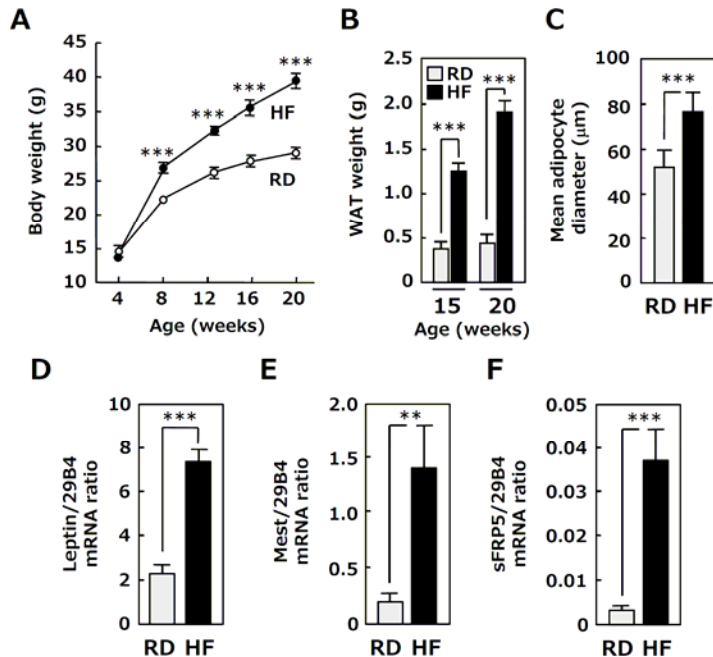 A
Body weight (g)
45
40
35
30
25
20
15
10
***
***
***
***
HF
RD
4 8 12 16 20
Age (weeks)
B
WAT weight (g)
2.5
2.0
1.5
1.0
0.5
0
RD
HF
***
***
15 20
Age (weeks)
C
Mean adipocyte
diameter (μm)
100
80
60
40
20
0
***
RD HF
D
Leptin/29B4
mRNA ratio
10
8
6
4
2
0
***
RD HF
E
Mest/29B4
mRNA ratio
2.0
1.5
1.0
0.5
0
**
RD HF
F
sFRP5/29B4
mRNA ratio
0.05
0.04
0.03
0.02
0.01
0
***
RD HF